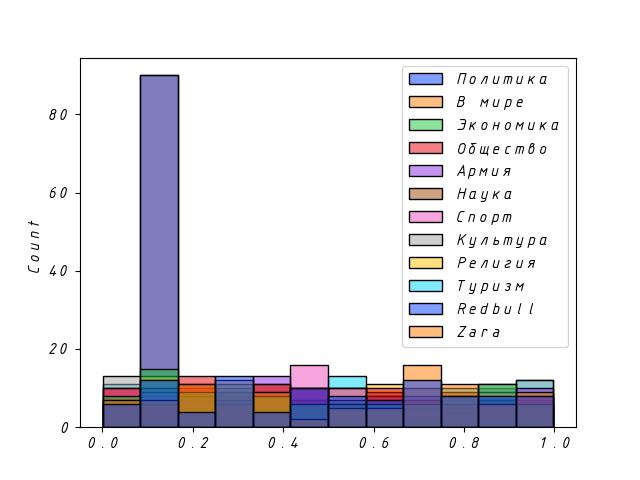 Count
80
60
40
20
0
0.0 0.2 0.4 0.6 0.8 1.0
Политика
В мире
Экономика
Общество
Армия
Наука
Спорт
Культура
Религия
Туризм
Redbull
Zara